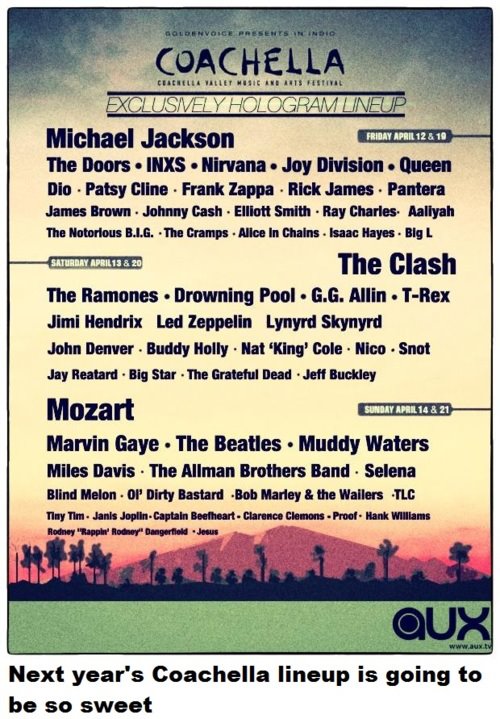 GOLDENVOICE PRESENTS IN INDIO
COACHELLA
COACHELLA VALLEY MUSIC AND ARTS FESTIVAL
EXCLUSIVELY HOLOGRAM LINEUP
Michael Jackson
FRIDAY APRIL 12 & 19
The Doors • INXS • Nirvana • Joy Division • Queen
Dio · Patsy Cline · Frank Zappa · Rick James · Pantera
James Brown · Johnny Cash · Elliott Smith · Ray Charles· Aaliyah
The Notorious B.I.G. · The Cramps · Alice In Chains · Isaac Hayes · Big L
SATURDAY APRIL13 & 20
The Clash
The Ramones • Drowning Pool • G.G. Allin • T-Rex
Jimi Hendrix Led Zeppelin Lynyrd Skynyrd
John Denver · Buddy Holly · Nat 'King' Cole · Nico · Snot
Jay Reatard · Big Star · The Grateful Dead · Jeff Buckley
Mozart
SUNDAY APRIL 14 & 21
Marvin Gaye • The Beatles • Muddy Waters
Miles Davis · The Allman Brothers Band · Selena
Blind Melon · Ol' Dirty Bastard ·Bob Marley & the Wailers ·TLC
Tiny Tim · Janis Joplin· Captain Beefheart · Clarence Clemons · Proof · Hank Williams
Rodney "Rappin' Rodney" Dangerfield · Jesus
aux
www.aux.tv
Next year's Coachella lineup is going to
be so sweet